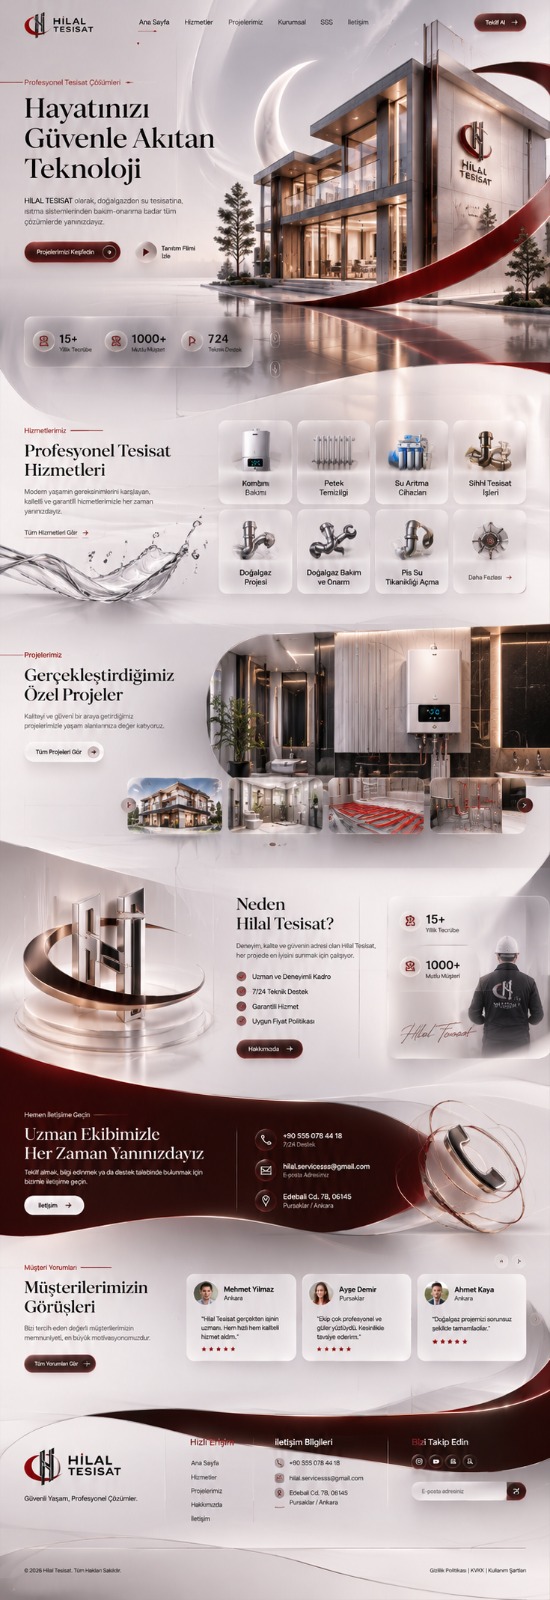 HİLAL
TESİSAT
Ana Sayfa
Hizmetler
Projelerimiz
Kurumsal
SSS
İletişim
Teklif Al
Profesyonel Tesisat Çözümleri
Hayatınızı
Güvenle Akıtan
Teknoloji
HİLAL TESİSAT olarak, doğalgazden su tesisatına,
ısıtma sistemlerinden bakım-onarıma kadar tüm
çözümlerde yanınızdayız.
Projelerimizi Keşfedin
Tanıtım Filmi
İzle
HİLAL
TESİSAT
15+
Yıllık Tecrübe
1000+
Mutlu Müşteri
724
Teknik Destek
Hizmetlerimiz
Profesyonel Tesisat
Hizmetleri
Modern yaşamın gereksinimlerini karşılayan,
kaliteli ve garantili hizmetlerimizle her zaman
yanınızdayız.
Tüm Hizmetleri Gör
Kombini
Bakımı
Petek
Temizliği
Su Arıtma
Cihazları
Sıhhi Tesisat
İşleri
Doğalgaz
Projesi
Doğalgaz Bakım
ve Onarım
Pis Su
Tıkanıklığı Açma
Daha Fazlası
Projelerimiz
Gerçekleştirdiğimiz
Özel Projeler
Kaliteyi ve güveni bir araya getirdiğimiz
projelerimizle yaşam alanlarınıza değer katıyoruz.
Tüm Projeleri Gör
Neden
Hilal Tesisat?
Deneyim, kalite ve güvenin adresi olan Hilal Tesisat,
her projede en iyisini sunmak için çalışıyor.
Uzman ve Deneyimli Kadro
7/24 Teknik Destek
Garantili Hizmet
Uygun Fiyat Politikası
Hakkımızda
15+
Yıllık Tecrübe
1000+
Mutlu Müşteri
Hilal Tesisat
Hemen İletişime Geçin
Uzman Ekibimizle
Her Zaman Yanınızdayız
Teklif almak, bilgi edinmek ya da destek talebinde bulunmak için
bizimle iletişime geçin.
İletişim
+90 555 078 44 18
7/24 Destek
hilal.servicesss@gmail.com
E-posta Adresimiz
Edebali Cd. 7B, 06145
Pursaklar / Ankara
Müşteri Yorumları
Müşterilerimizin
Görüşleri
Bizi tercih eden değerli müşterilerimizin
memnuniyeti, en büyük motivasyonumuzdur.
Tüm Yorumları Gör
Mehmet Yılmaz
Ankara
"Hilal Tesisat gerçekten işinin
uzmanı. Hem hızlı hem kaliteli
hizmet aldım."
Ayşe Demir
Pursaklar
"Ekip çok profesyonel ve
güler yüzlüydü. Kesinlikle
tavsiye ederim."
Ahmet Kaya
Ankara
"Doğalgaz projemizi sorunsuz
şekilde tamamladılar."
HİLAL
TESİSAT
Güvenli Yaşam, Profesyonel Çözümler.
Hızlı Erişim
Ana Sayfa
Hizmetler
Projelerimiz
Hakkımızda
İletişim
İletişim Bligileri
+90 555 078 44 18
hilal.servicesss@gmail.com
Edebali Cd. 7B, 06145
Pursaklar / Ankara
Bizi Takip Edin
E-posta adresiniz
© 2026 Hilal Tesisat. Tüm Hakları Saklıdır.
Gizlilik Politikası | KVKK | Kullanım Şartları